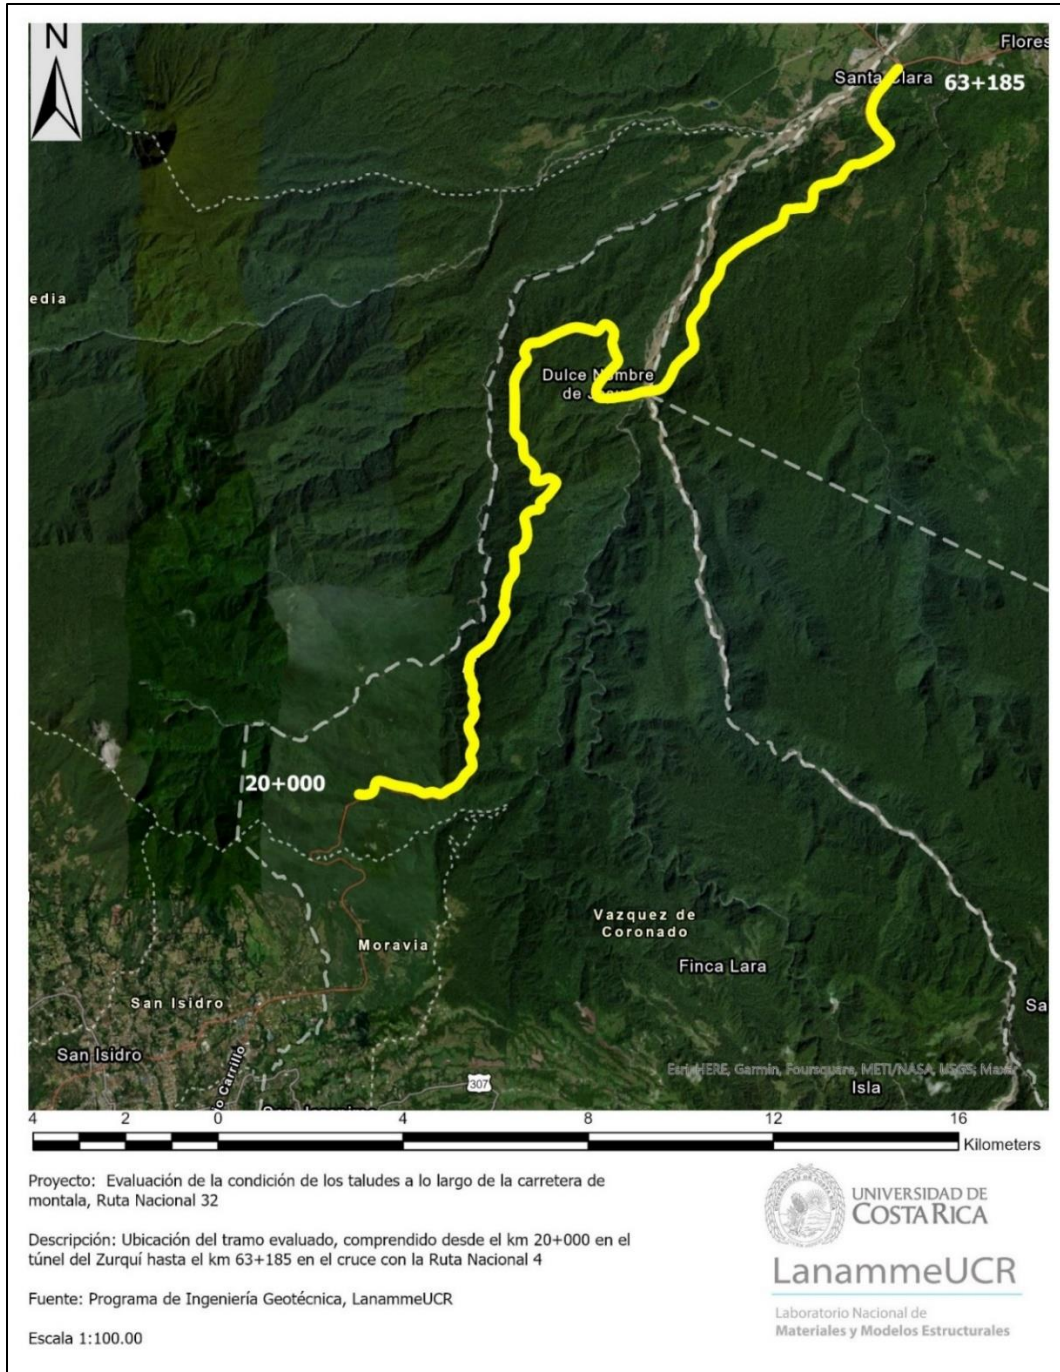 N
Flores
Santa Clara
63+185
edia
Dulce Nombre
de
20+000
Vazquez de
Coronado
Moravia
Finca Lara
San Isidro
Sa
San Isidro
o Carrillo
307
Esri, HERE, Garmin, Foursquare, METI/NASA, USGS, Maxar
Isla
4 2 0 4 8 12 16
Kilometers
Proyecto: Evaluación de la condición de los taludes a lo largo de la carretera de
montala, Ruta Nacional 32
Descripción: Ubicación del tramo evaluado, comprendido desde el km 20+000 en el
túnel del Zurquí hasta el km 63+185 en el cruce con la Ruta Nacional 4
Fuente: Programa de Ingeniería Geotécnica, LanammeUCR
Escala 1:100.00
UNIVERSIDAD DE
COSTA RICA
LanammeUCR
Laboratorio Nacional de
Materiales y Modelos Estructurales